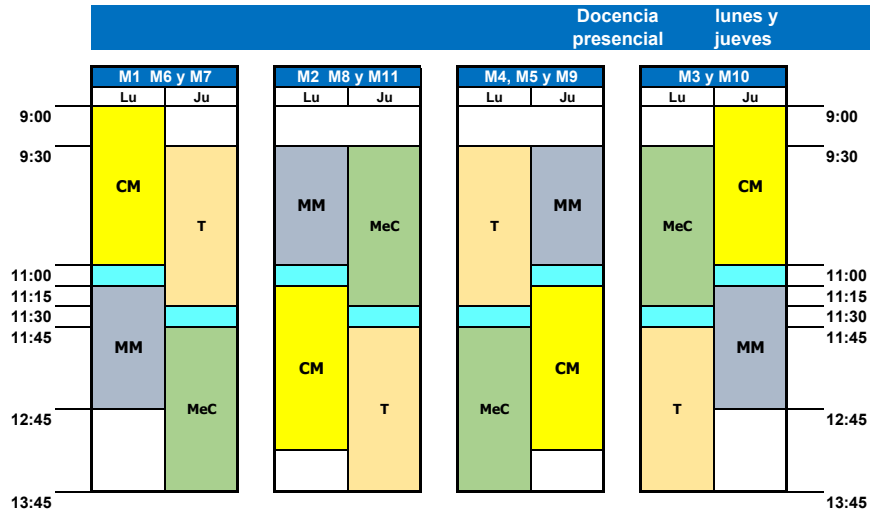 Docencia lunes y
presencial jueves
M1 M6 y M7 M2 M8 y M11 M4, M5 y M9 M3 y M10
Lu Ju Lu Ju Lu Ju Lu Ju
9:00 9:00
9:30 9:30
CM CM
MM MM
T MeC T MeC
11:00 11:00
11:15 11:15
11:30 11:30
11:45 11:45
MM MM
CM CM
MeC T MeC T
12:45 12:45
13:45 13:45